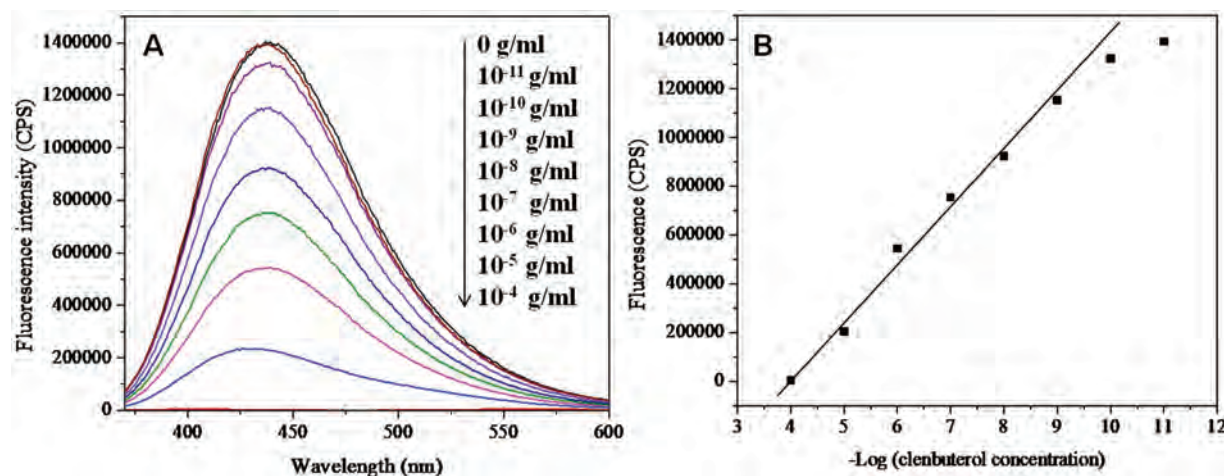 A
Fluorescence intensity (CPS)
1400000
1200000
1000000
800000
600000
400000
200000
0
400
450
500
550
600
Wavelength (nm)
0 g/ml
10⁻¹¹ g/ml
10⁻¹⁰ g/ml
10⁻⁹ g/ml
10⁻⁸ g/ml
10⁻⁷ g/ml
10⁻⁶ g/ml
10⁻⁵ g/ml
10⁻⁴ g/ml
B
Fluorescence (CPS)
1400000
1200000
1000000
800000
600000
400000
200000
0
3 4 5 6 7 8 9 10 11 12
-Log (clenbuterol concentration)